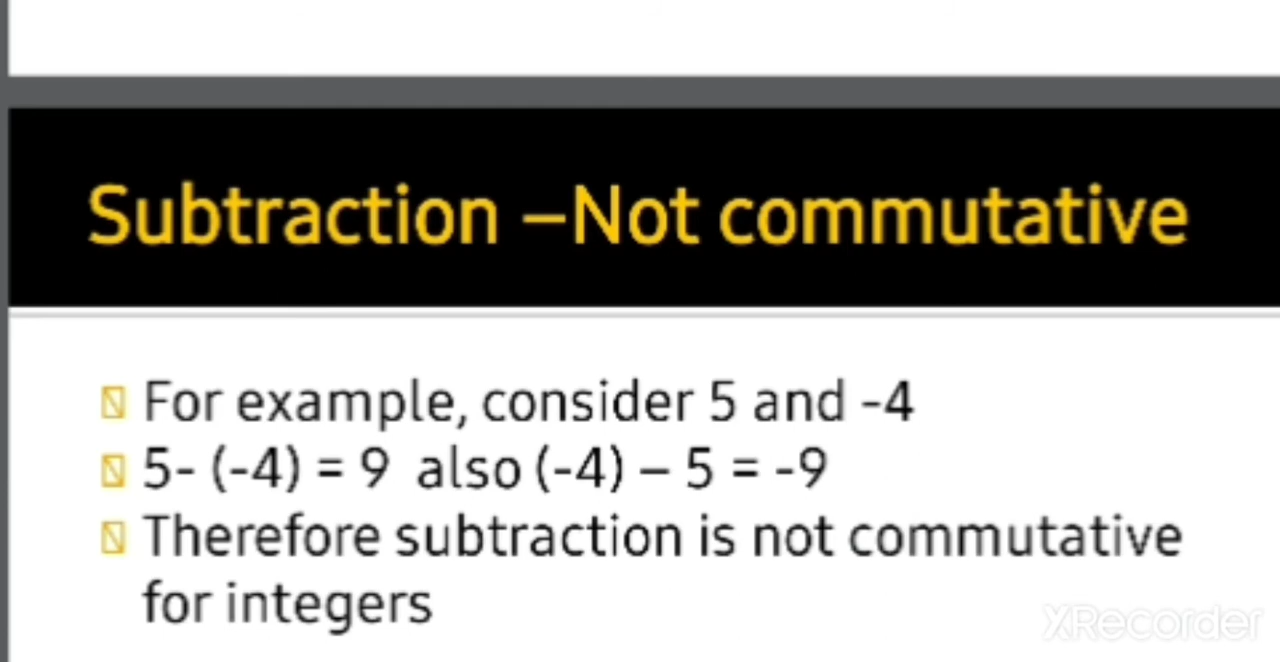 Subtraction –Not commutative
For example, consider 5 and -4
5- (-4) = 9 also (-4) – 5 = -9
Therefore subtraction is not commutative
for integers
XRecorder